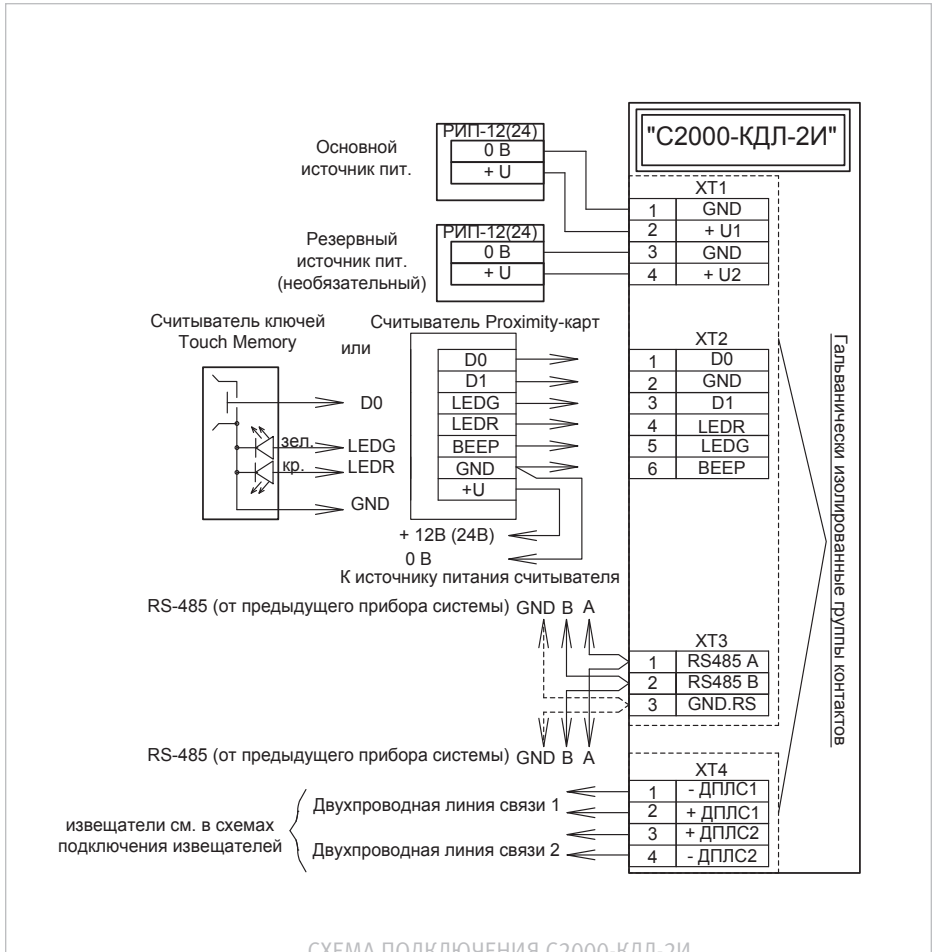 "С2000-КДЛ-2И"
РИП-12(24)
0 В
+ U
Основной
источник пит.
РИП-12(24)
0 В
+ U
Резервный
источник пит.
(необязательный)
XT1
1 GND
2 + U1
3 GND
4 + U2
Считыватель ключей
Touch Memory
или
Считыватель Proximity-карт
D0
D1
LEDG
LEDR
BEEP
GND
+U
D0
зел.
LEDG
кр.
LEDR
GND
+ 12В (24В)
0 В
К источнику питания считывателя
XT2
1 D0
2 GND
3 D1
4 LEDR
5 LEDG
6 BEEP
Гальванически изолированные группы контактов
RS-485 (от предыдущего прибора системы) GND B A
XT3
1 RS485 A
2 RS485 B
3 GND.RS
RS-485 (от предыдущего прибора системы) GND B A
XT4
1 - ДПЛС1
2 + ДПЛС1
3 + ДПЛС2
4 - ДПЛС2
Двухпроводная линия связи 1
извещатели см. в схемах
подключения извещателей
Двухпроводная линия связи 2
СХЕМА ПОДКЛЮЧЕНИЯ С2000-КДЛ-2И